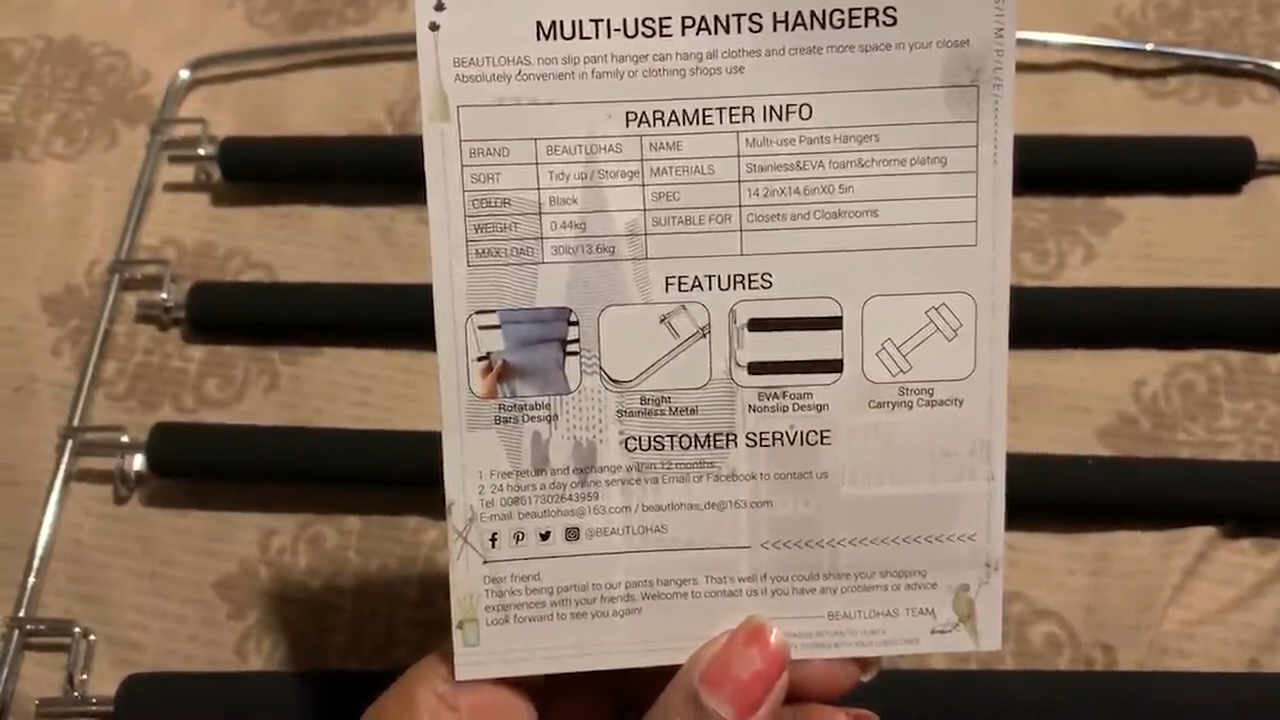 MULTI-USE PANTS HANGERS
BEAUTLOHAS, non slip pant hanger can hang all clothes and create more space in your closet.
Absolutely convenient in family or clothing shops use
S/I/M/P/L/E/<<<<<<<<
PARAMETER INFO
BRAND BEAUTLOHAS NAME Multi-use Pants Hangers
SORT Tidy up / Storage MATERIALS Stainless&EVA foam&chrome plating
COLOR Black SPEC 14.2inX14.6inX0.5in
WEIGHT 0.44kg SUITABLE FOR Closets and Cloakrooms
MAX LOAD 30lb/13.6kg
FEATURES
Rotatable
Bars Design
Bright
Stainless Metal
EVA Foam
Nonslip Design
Strong
Carrying Capacity
CUSTOMER SERVICE
1. Free return and exchange within 12 months.
2. 24 hours a day online service via Email or Facebook to contact us
Tel: 008617302643959
E-mail: beautlohas@163.com / beautlohas_de@163.com
@BEAUTLOHAS
<<<<<<<<<<<<<<<<<<<
Dear friend,
Thanks being partial to our pants hangers. That's well if you could share your shopping
experiences with your friends. Welcome to contact us if you have any problems or advice
Look forward to see you again!
BEAUTLOHAS TEAM